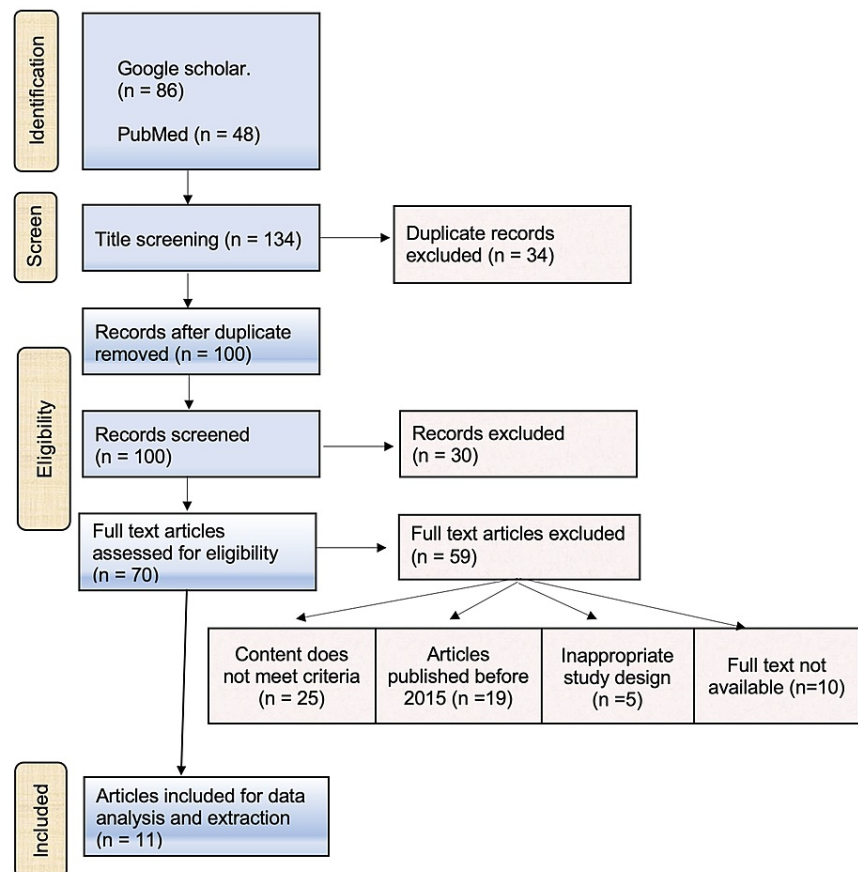 Identification
Google scholar.
(n = 86)
PubMed (n = 48)
Screen
Title screening (n = 134)
Duplicate records
excluded (n = 34)
Records after duplicate
removed (n = 100)
Eligibility
Records screened
(n = 100)
Records excluded
(n = 30)
Full text articles
assessed for eligibility
(n = 70)
Full text articles excluded
(n = 59)
Content does
not meet criteria
(n = 25)
Articles
published before
2015 (n =19)
Inappropriate
study design
(n =5)
Full text not
available (n=10)
Included
Articles included for data
analysis and extraction
(n = 11)